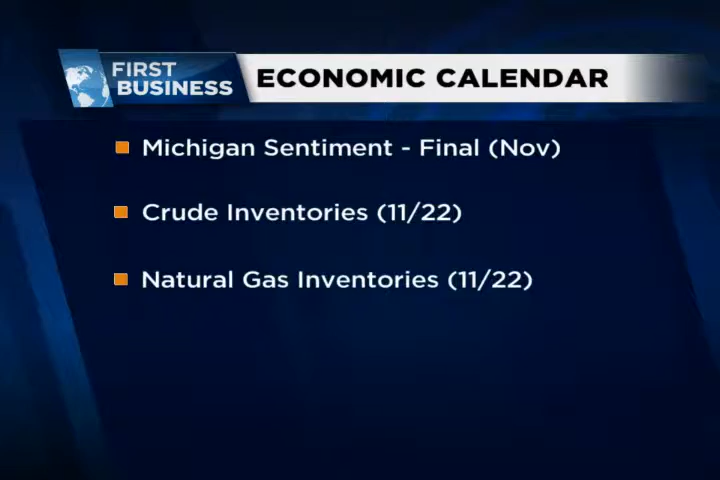 FIRST
BUSINESS
ECONOMIC CALENDAR
Michigan Sentiment - Final (Nov)
Crude Inventories (11/22)
Natural Gas Inventories (11/22)